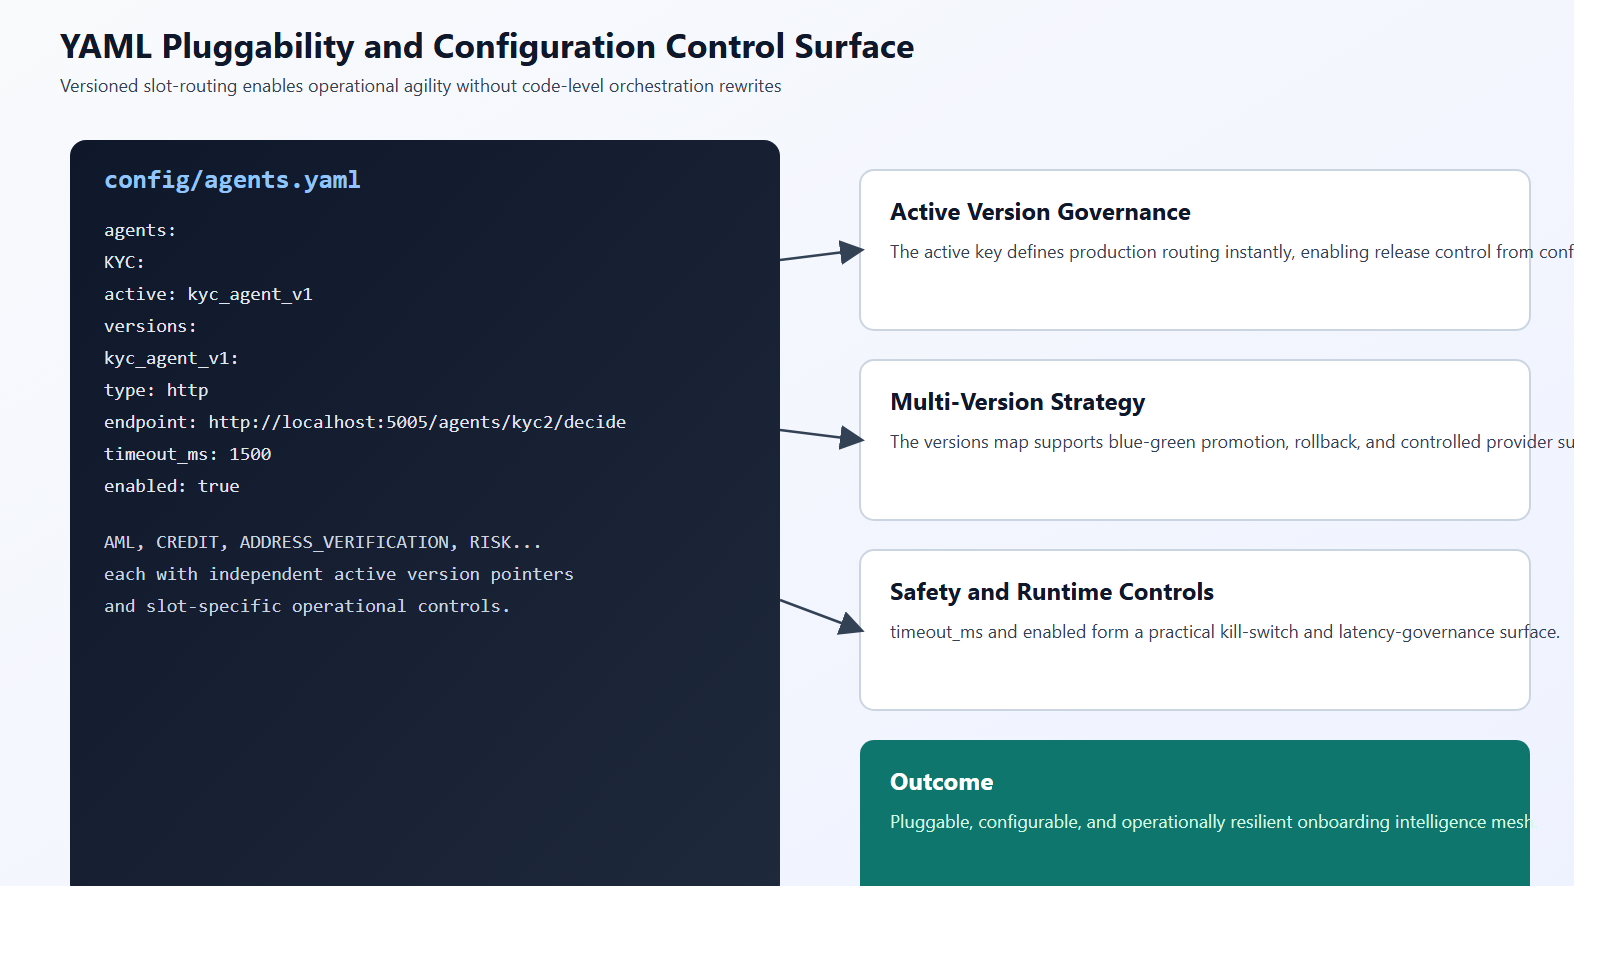 YAML Pluggability and Configuration Control Surface
Versioned slot-routing enables operational agility without code-level orchestration rewrites
config/agents.yaml
agents:
KYC:
active: kyc_agent_v1
versions:
kyc_agent_v1:
type: http
endpoint: http://localhost:5005/agents/kyc2/decide
timeout_ms: 1500
enabled: true
AML, CREDIT, ADDRESS_VERIFICATION, RISK...
each with independent active version pointers
and slot-specific operational controls.
Active Version Governance
The active key defines production routing instantly, enabling release control from conf
Multi-Version Strategy
The versions map supports blue-green promotion, rollback, and controlled provider su
Safety and Runtime Controls
timeout_ms and enabled form a practical kill-switch and latency-governance surface.
Outcome
Pluggable, configurable, and operationally resilient onboarding intelligence mesh